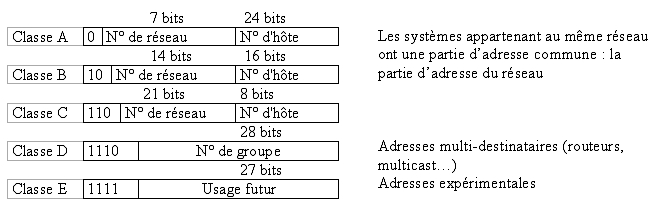 7 bits 24 bits
Classe A 0 N° de réseau N° d'hôte
14 bits 16 bits
Classe B 10 N° de réseau N° d'hôte
21 bits 8 bits
Classe C 110 N° de réseau N° d'hôte
28 bits
Classe D 1110 N° de groupe
27 bits
Classe E 1111 Usage futur
Les systèmes appartenant au même réseau
ont une partie d'adresse commune : la
partie d'adresse du réseau
Adresses multi-destinataires (routeurs,
multicast...)
Adresses expérimentales